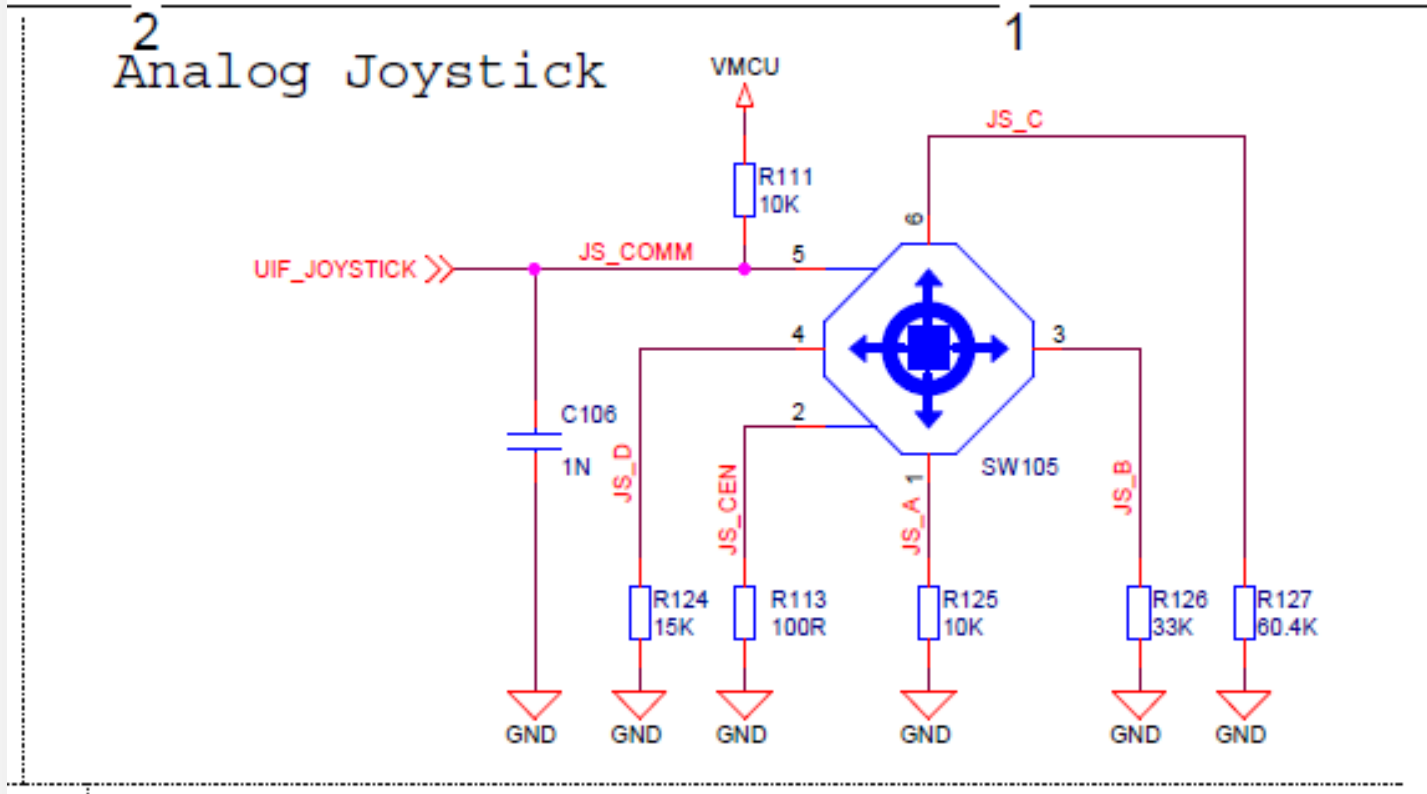 2
1
Analog Joystick
VMCU
JS_C
R111
10K
6
UIF_JOYSTICK
JS_COMM
5
4
3
2
1
C106
1N
JS_D
JS_CEN
JS_A
SW105
JS_B
R124
15K
R113
100R
R125
10K
R126
33K
R127
60.4K
GND
GND
GND
GND
GND
GND